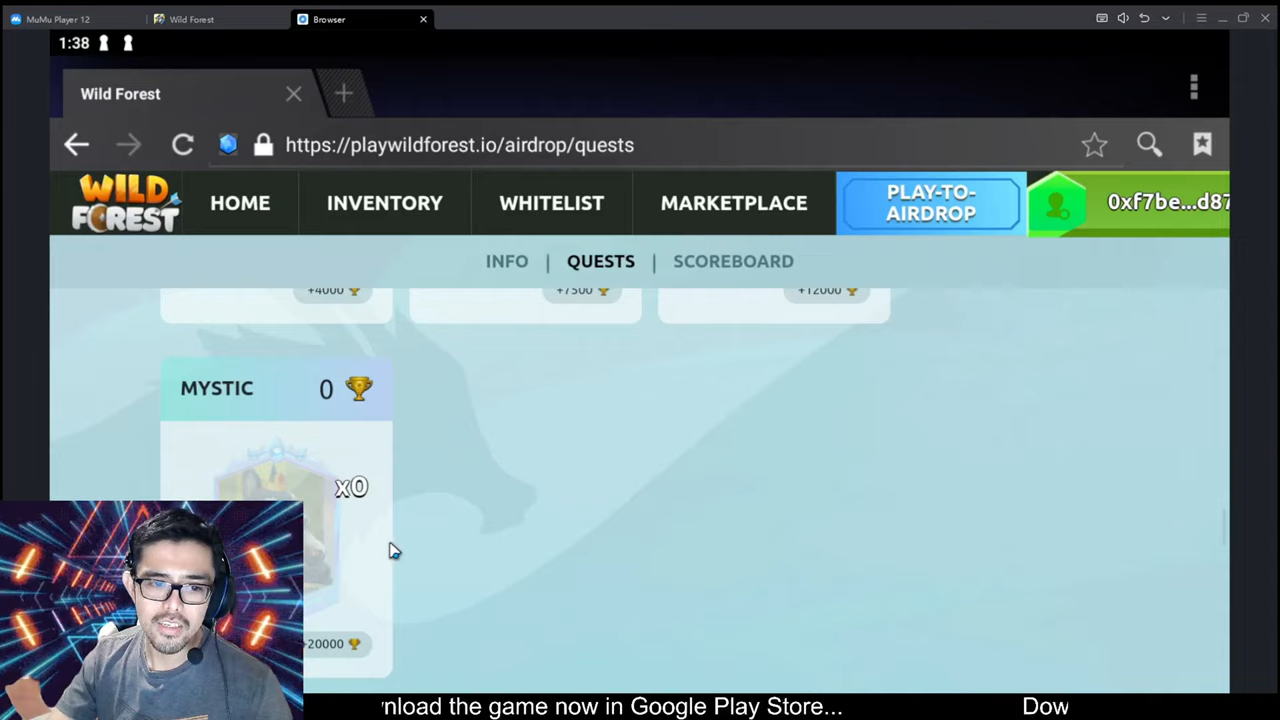 MuMu Player 12
Wild Forest
Browser
1:38
Wild Forest
https://playwildforest.io/airdrop/quests
WILD FOREST
HOME
INVENTORY
WHITELIST
MARKETPLACE
PLAY-TO-
AIRDROP
0xf7be...d87
INFO | QUESTS | SCOREBOARD
+4000
+7500
+12000
MYSTIC 0
x0
+20000
nload the game now in Google Play Store... Dow